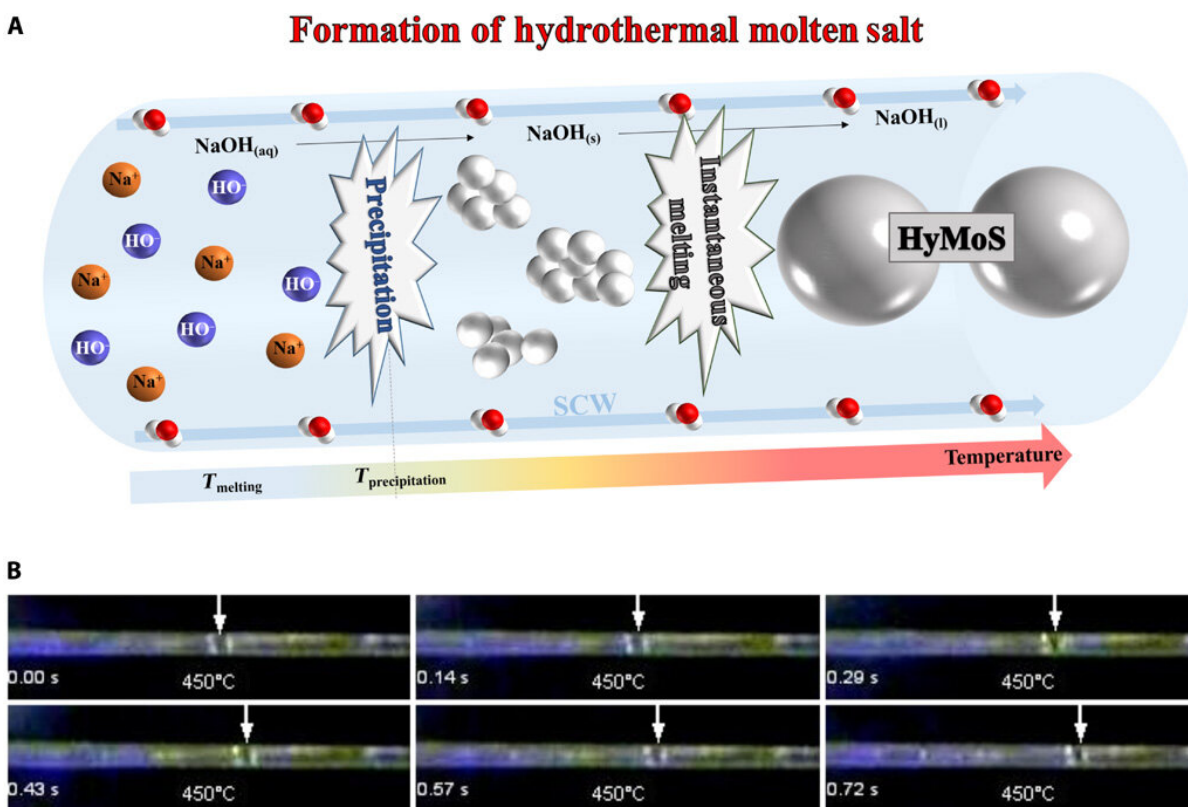 A
Formation of hydrothermal molten salt
NaOH(aq)
NaOH(s)
NaOH(l)
Na⁺
HO⁻
HO⁻
Na⁺
Na⁺
HO⁻
HO⁻
HO⁻
Na⁺
Na⁺
Precipitation
Instantaneous
melting
HyMoS
SCW
Tmelting
Tprecipitation
Temperature
B
0.00 s 450°C
0.14 s 450°C
0.29 s 450°C
0.43 s 450°C
0.57 s 450°C
0.72 s 450°C